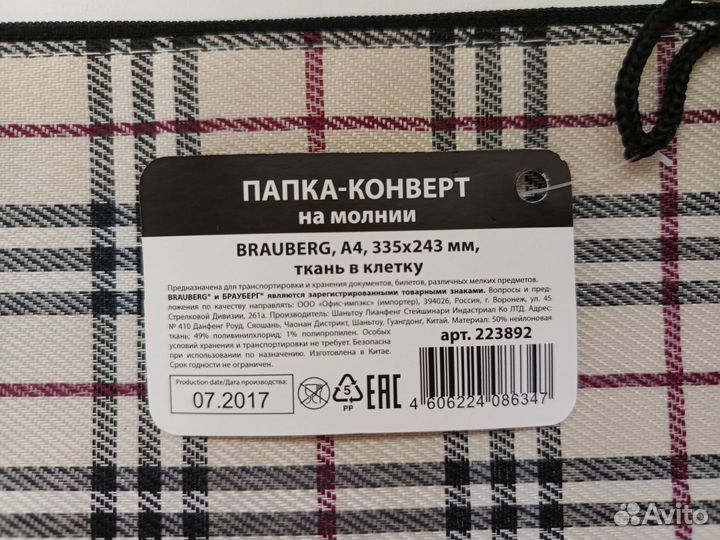 ПАПКА-КОНВЕРТ
на молнии
BRAUBERG, А4, 335х243 мм,
ткань в клетку
Предназначена для транспортировки и хранения документов, билетов, различных мелких предметов.
BRAUBERG® и БРАУБЕРГ® являются зарегистрированными товарными знаками. Вопросы и пред-
ложения по качеству направлять: ООО «Офис-импэкс» (импортер), 394026, Россия, г. Воронеж, ул. 45
Стрелковой Дивизии, 261а. Производитель: Шаньтоу Лианфенг Стейшинари Индастриал Ко ЛТД. Адрес:
№ 410 Данфенг Роуд, Сяошань, Чаонан Дистрикт, Шаньтоу, Гуангдонг, Китай. Материал: 50% нейлоновая
ткань; 49% поливинилхлорид; 1% полипропилен. Особых
условий хранения и транспортировки не требует. Безопасна
при использовании по назначению. Изготовлена в Китае.
Срок годности не ограничен.
арт. 223892
Production date/Дата производства:
07.2017
5
PP
EAC
4 606224 086347
Avito